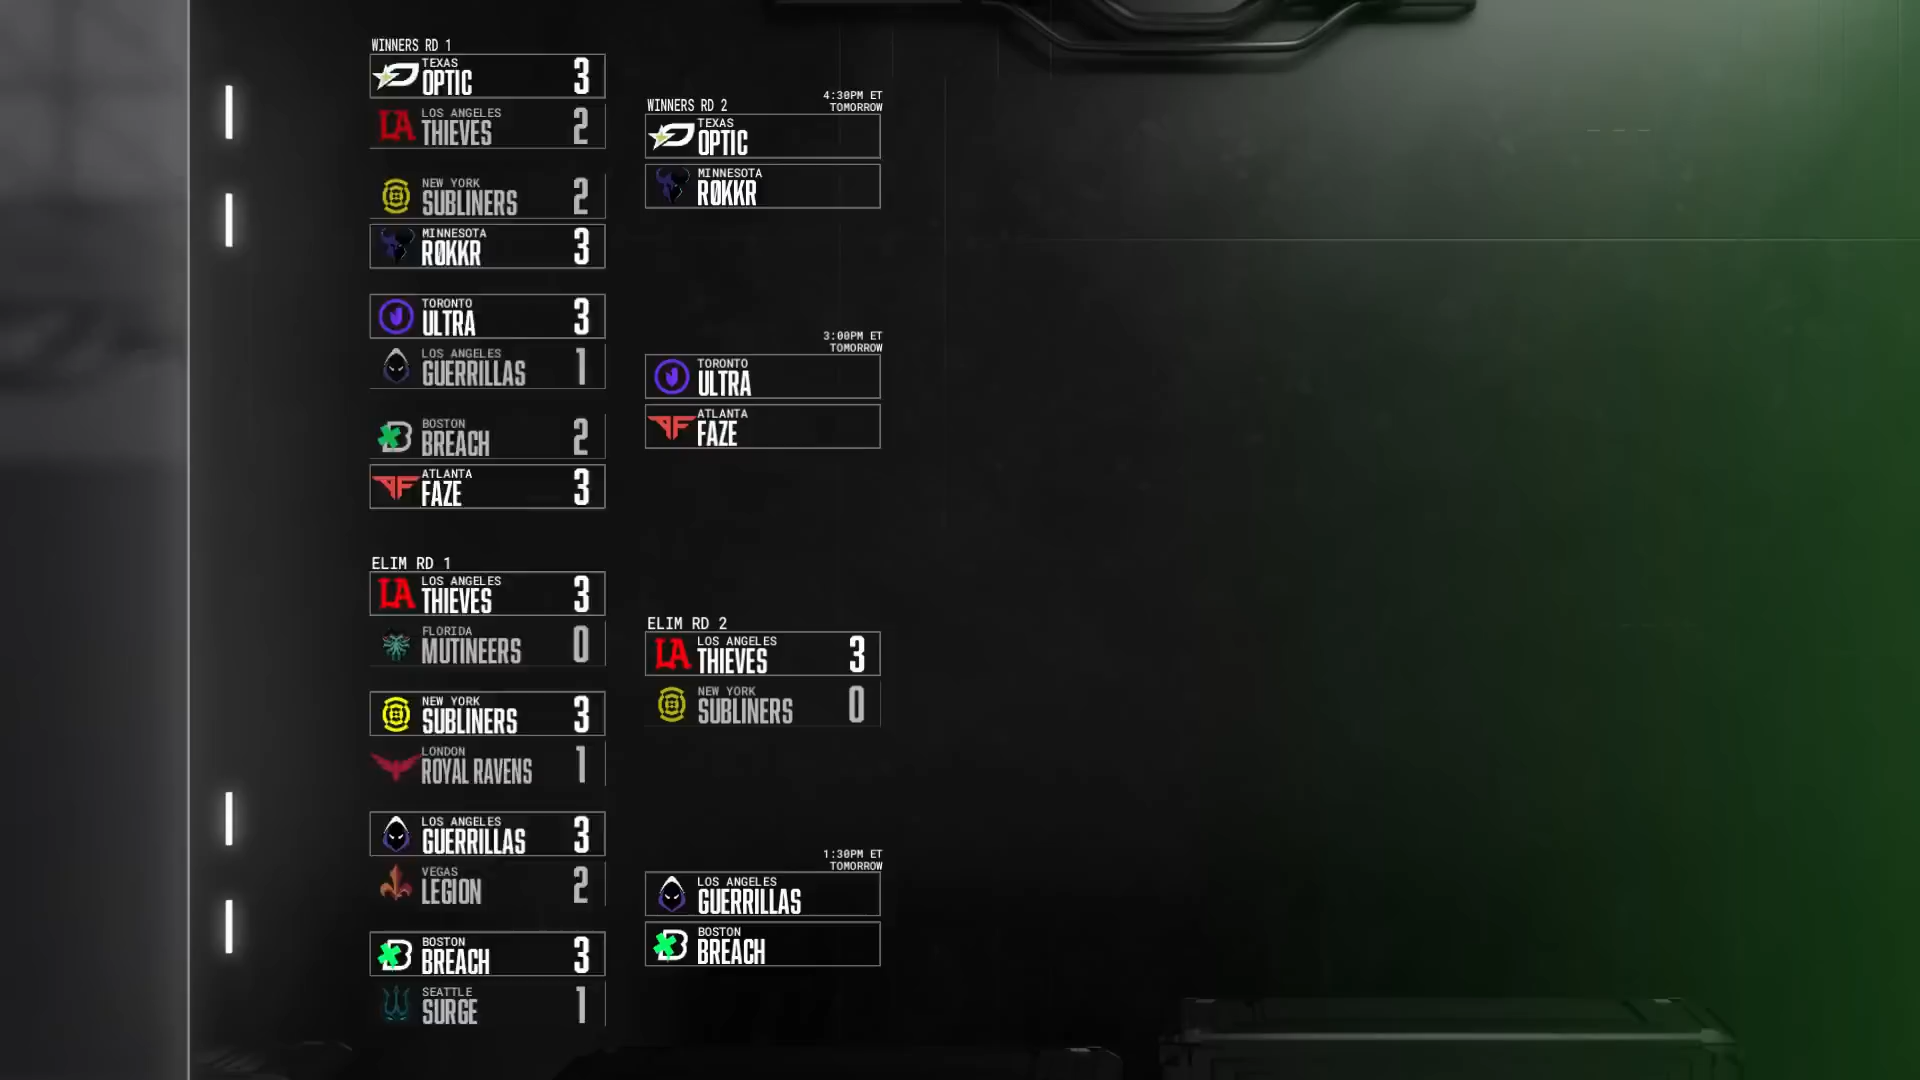 WINNERS RD 1
TEXAS
OPTIC 3
LOS ANGELES
THIEVES 2
NEW YORK
SUBLINERS 2
MINNESOTA
RØKKR 3
TORONTO
ULTRA 3
LOS ANGELES
GUERRILLAS 1
BOSTON
BREACH 2
ATLANTA
FAZE 3
WINNERS RD 2
4:30PM ET
TOMORROW
TEXAS
OPTIC
MINNESOTA
RØKKR
3:00PM ET
TOMORROW
TORONTO
ULTRA
ATLANTA
FAZE
ELIM RD 1
LA LOS ANGELES
THIEVES 3
FLORIDA
MUTINEERS 0
NEW YORK
SUBLINERS 3
LONDON
ROYAL RAVENS 1
LOS ANGELES
GUERRILLAS 3
VEGAS
LEGION 2
BOSTON
BREACH 3
SEATTLE
SURGE 1
ELIM RD 2
LA LOS ANGELES
THIEVES 3
NEW YORK
SUBLINERS 0
1:30PM ET
TOMORROW
LOS ANGELES
GUERRILLAS
BOSTON
BREACH